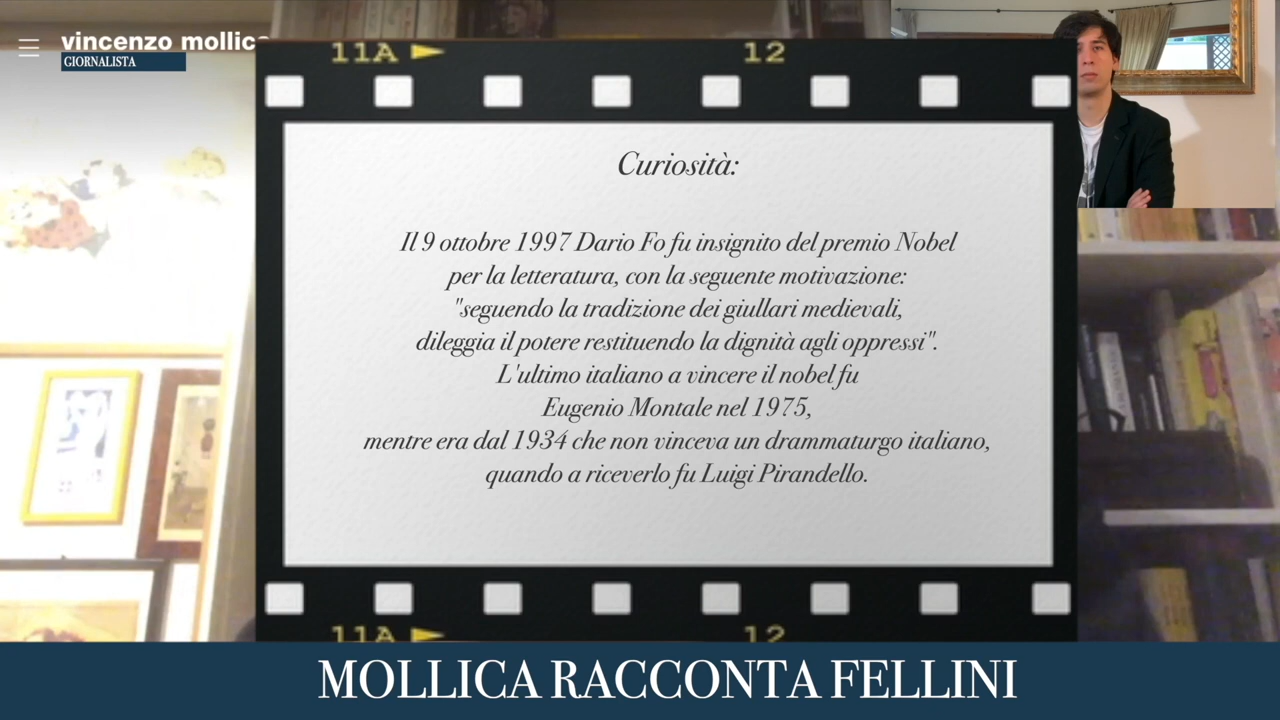 vincenzo mollica
GIORNALISTA
11A
12
Curiosità:
Il 9 ottobre 1997 Dario Fo fu insignito del premio Nobel
per la letteratura, con la seguente motivazione:
"seguendo la tradizione dei giullari medievali,
dileggia il potere restituendo la dignità agli oppressi".
L'ultimo italiano a vincere il nobel fu
Eugenio Montale nel 1975,
mentre era dal 1934 che non vinceva un drammaturgo italiano,
quando a riceverlo fu Luigi Pirandello.
11A
12
MOLLICA RACCONTA FELLINI